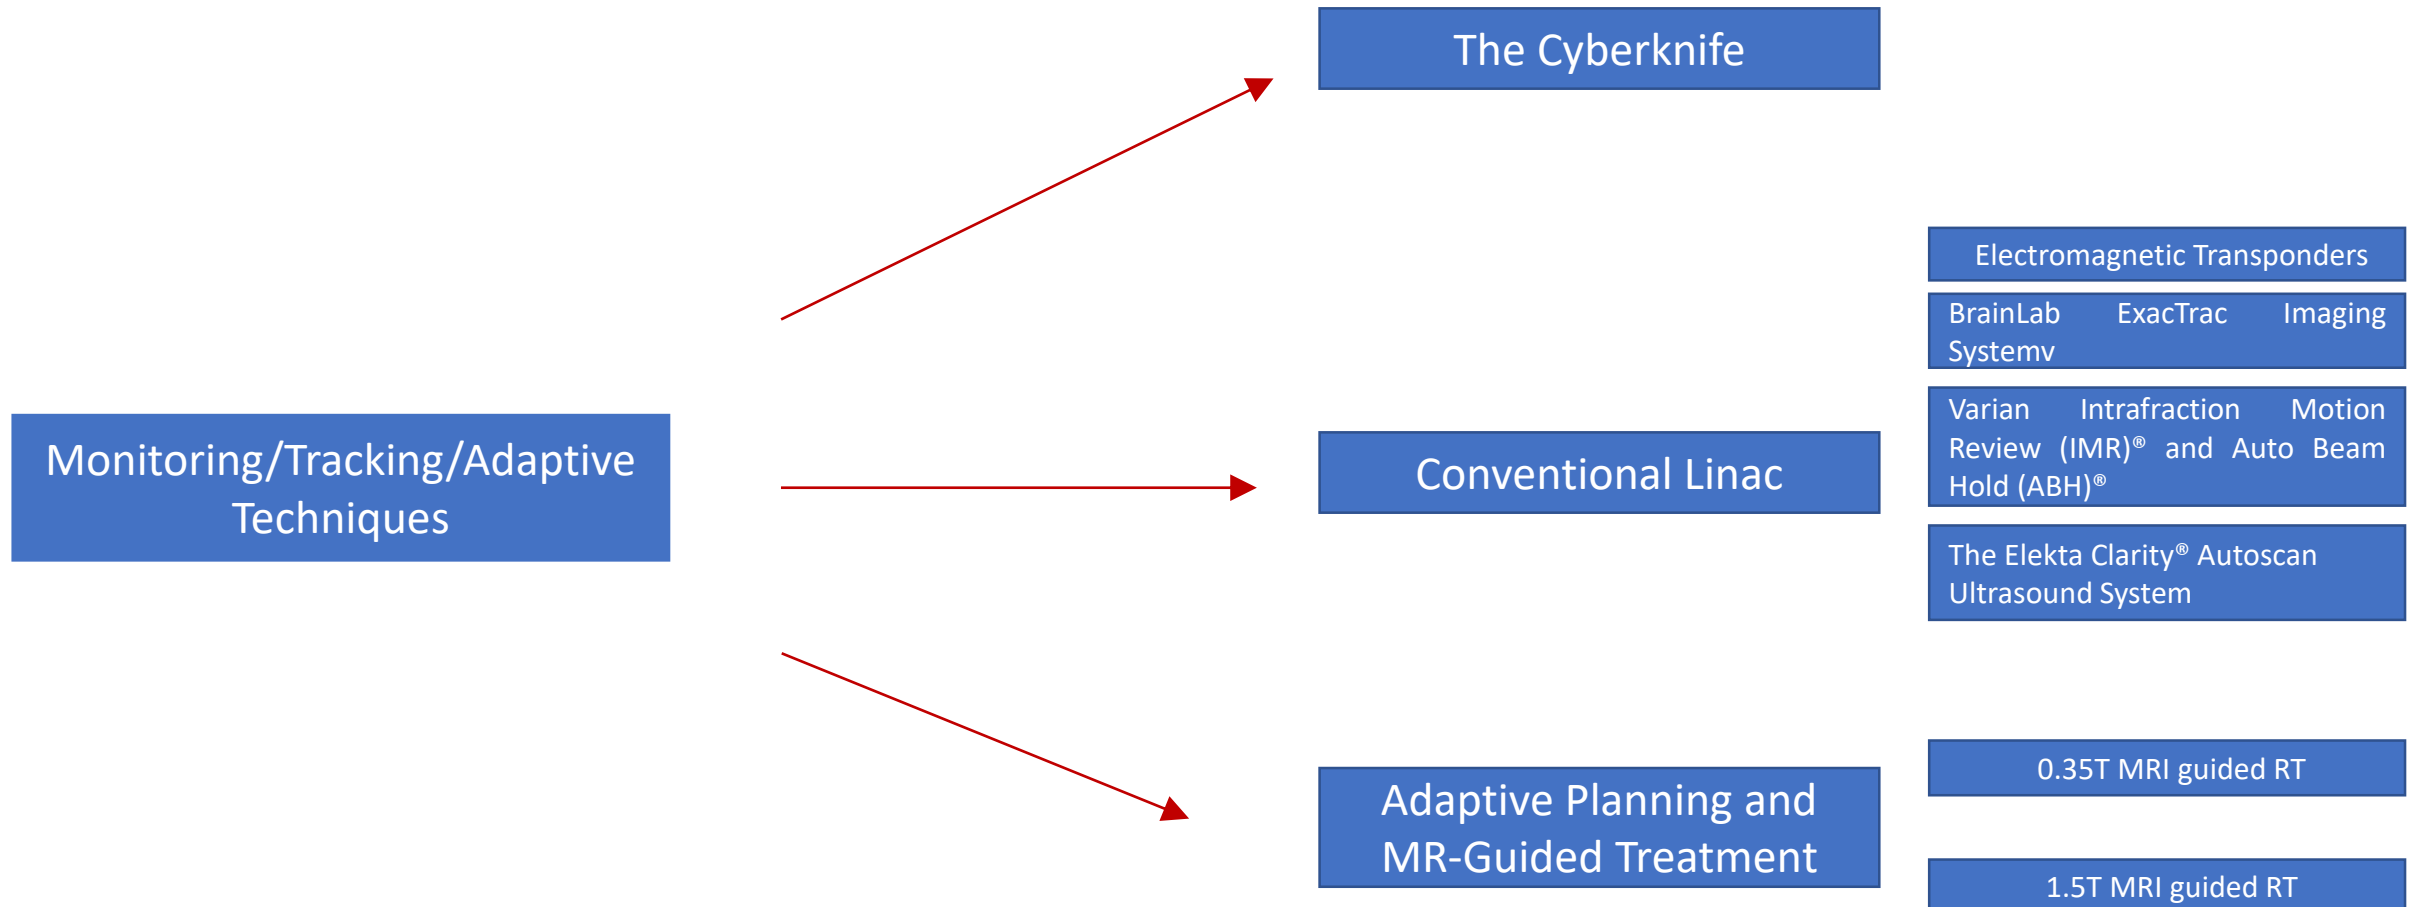 The Cyberknife
Electromagnetic Transponders
BrainLab ExacTrac Imaging
Systemv
Varian Intrafraction Motion
Review (IMR)® and Auto Beam
Hold (ABH)®
Monitoring/Tracking/Adaptive
Techniques
Conventional Linac
The Elekta Clarity® Autoscan
Ultrasound System
0.35T MRI guided RT
Adaptive Planning and
MR-Guided Treatment
1.5T MRI guided RT